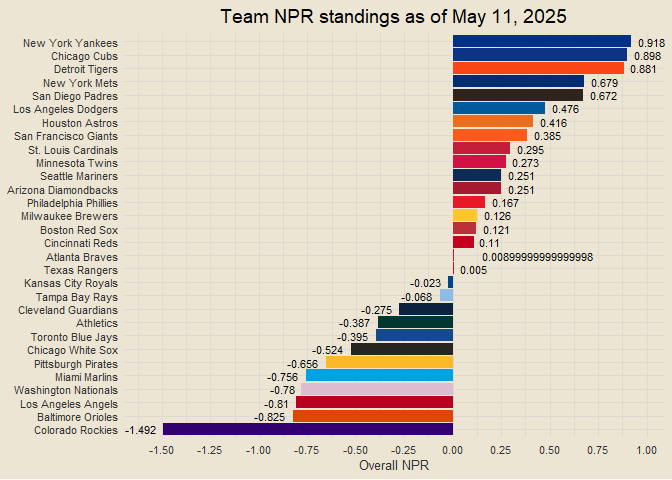 Team NPR standings as of May 11, 2025
New York Yankees 0.918
Chicago Cubs 0.898
Detroit Tigers 0.881
New York Mets 0.679
San Diego Padres 0.672
Los Angeles Dodgers 0.476
Houston Astros 0.416
San Francisco Giants 0.385
St. Louis Cardinals 0.295
Minnesota Twins 0.273
Seattle Mariners 0.251
Arizona Diamondbacks 0.251
Philadelphia Phillies 0.167
Milwaukee Brewers 0.126
Boston Red Sox 0.121
Cincinnati Reds 0.11
Atlanta Braves 0.00899999999999998
Texas Rangers 0.005
Kansas City Royals -0.023
Tampa Bay Rays -0.068
Cleveland Guardians -0.275
Athletics -0.387
Toronto Blue Jays -0.395
Chicago White Sox -0.524
Pittsburgh Pirates -0.656
Miami Marlins -0.756
Washington Nationals -0.78
Los Angeles Angels -0.81
Baltimore Orioles -0.825
Colorado Rockies -1.492
-1.50 -1.25 -1.00 -0.75 -0.50 -0.25 0.00 0.25 0.50 0.75 1.00
Overall NPR